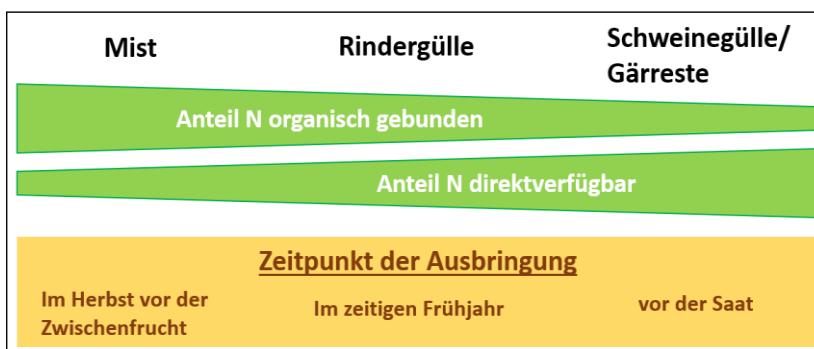 Mist
Rindergülle
Schweinegülle/
Gärreste
Anteil N organisch gebunden
Anteil N direktverfügbar
Zeitpunkt der Ausbringung
Im Herbst vor der
Zwischenfrucht
Im zeitigen Frühjahr
vor der Saat